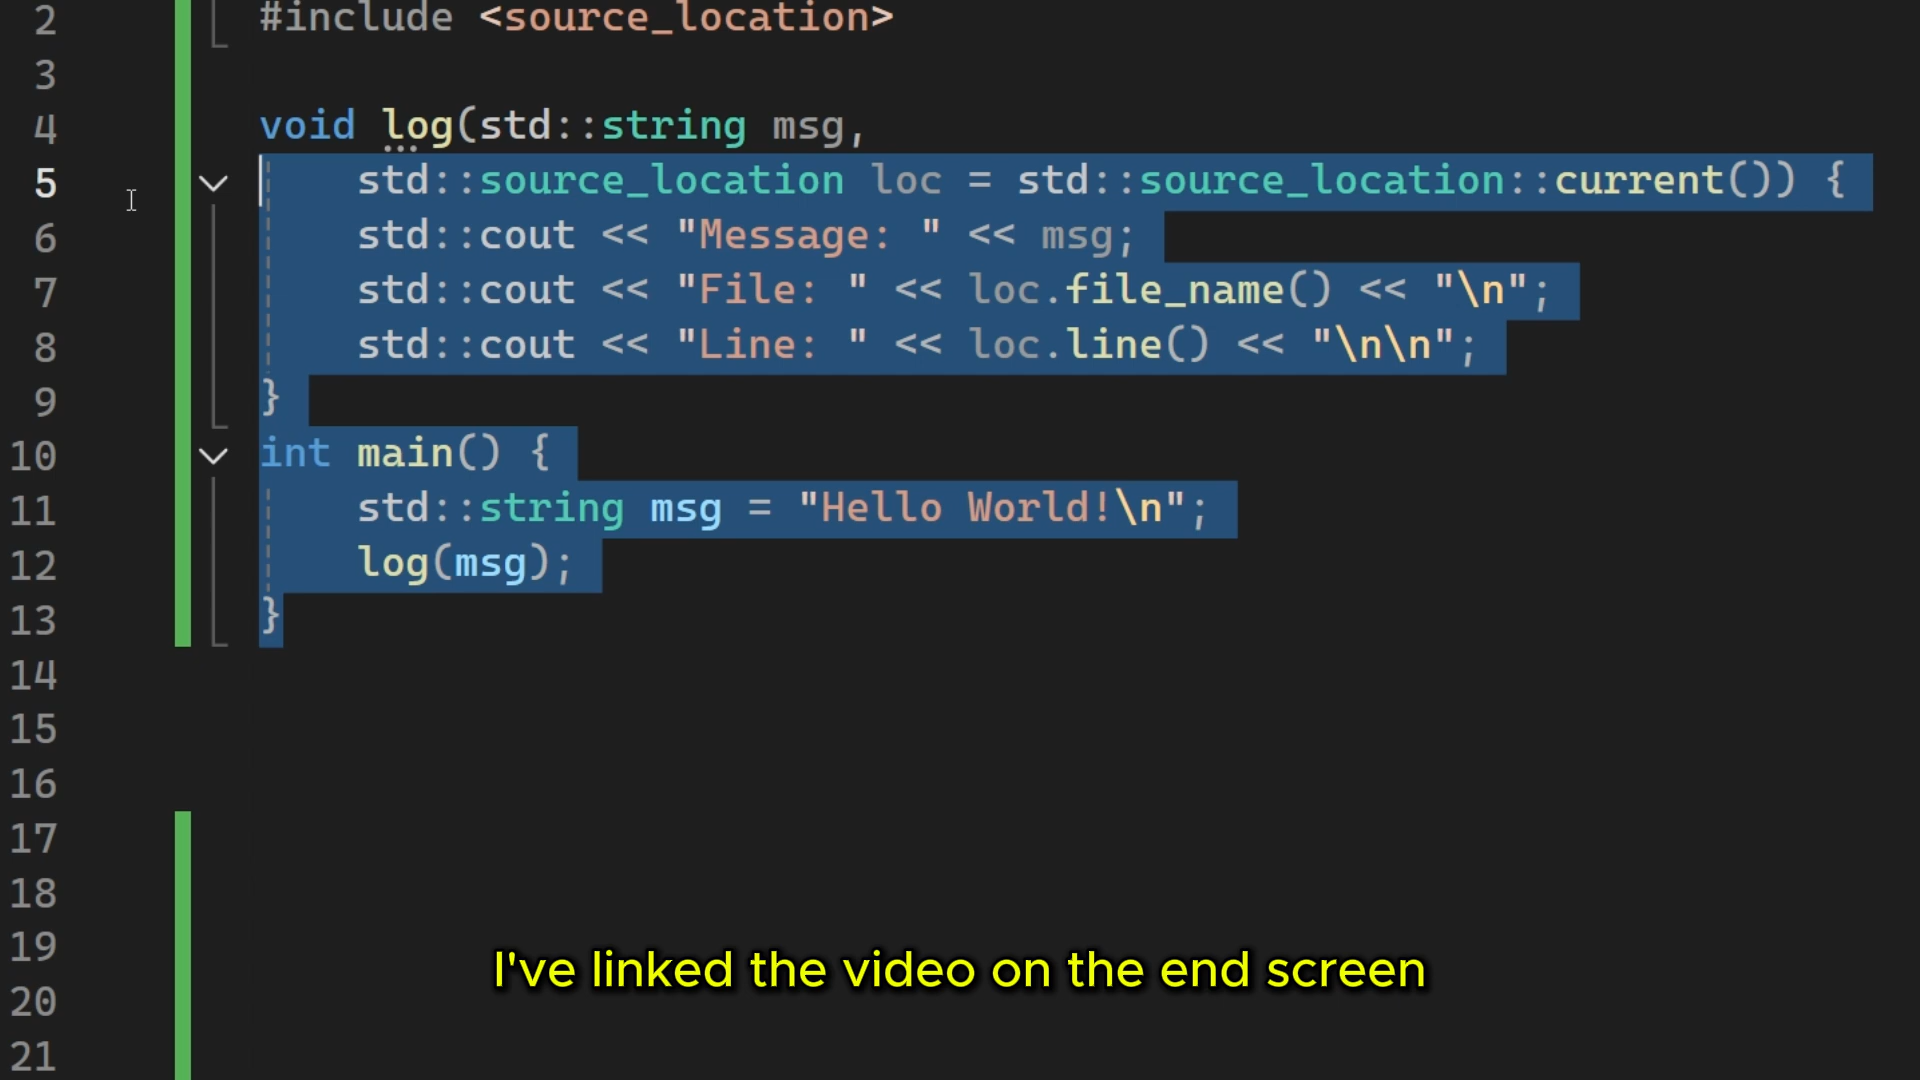 2 #include <source_location>
3
4 void log(std::string msg,
5 std::source_location loc = std::source_location::current()) {
6 std::cout << "Message: " << msg;
7 std::cout << "File: " << loc.file_name() << "\n";
8 std::cout << "Line: " << loc.line() << "\n\n";
9 }
10 int main() {
11 std::string msg = "Hello World!\n";
12 log(msg);
13 }
14
15
16
17
18
19
20
21
I've linked the video on the end screen